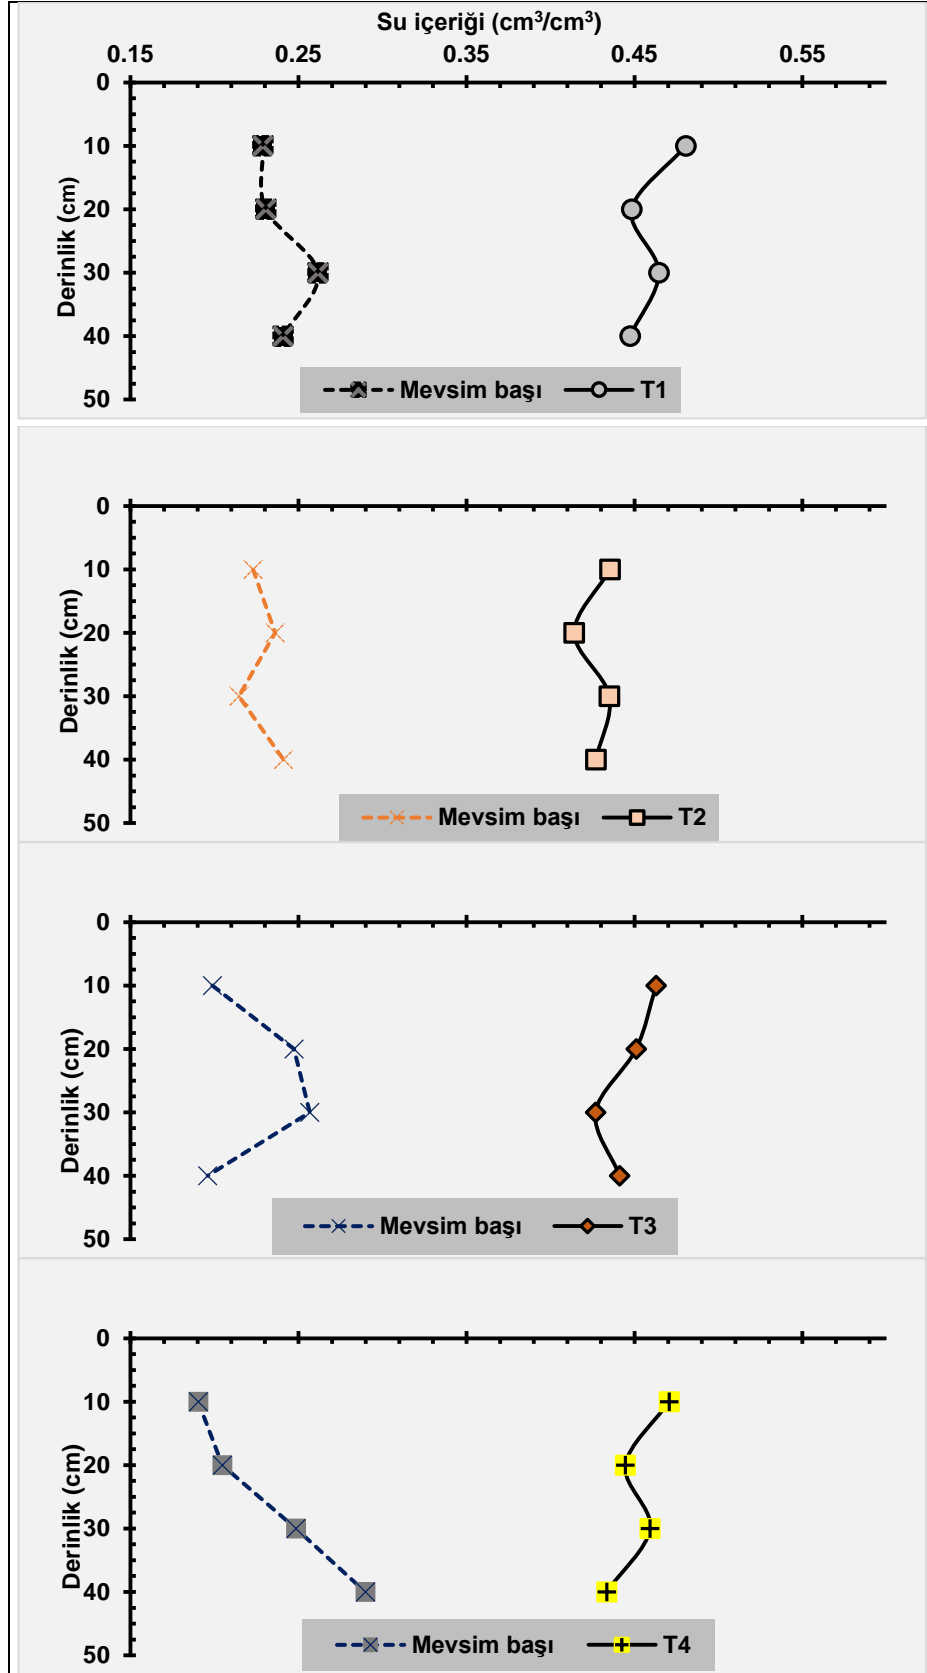 Su içeriği (cm³/cm³)
0.15 0.25 0.35 0.45 0.55
0
10
20
30
40
50
Derinlik (cm)
Mevsim başı T1
0
10
20
30
40
50
Derinlik (cm)
Mevsim başı T2
0
10
20
30
40
50
Derinlik (cm)
Mevsim başı T3
0
10
20
30
40
50
Derinlik (cm)
Mevsim başı T4